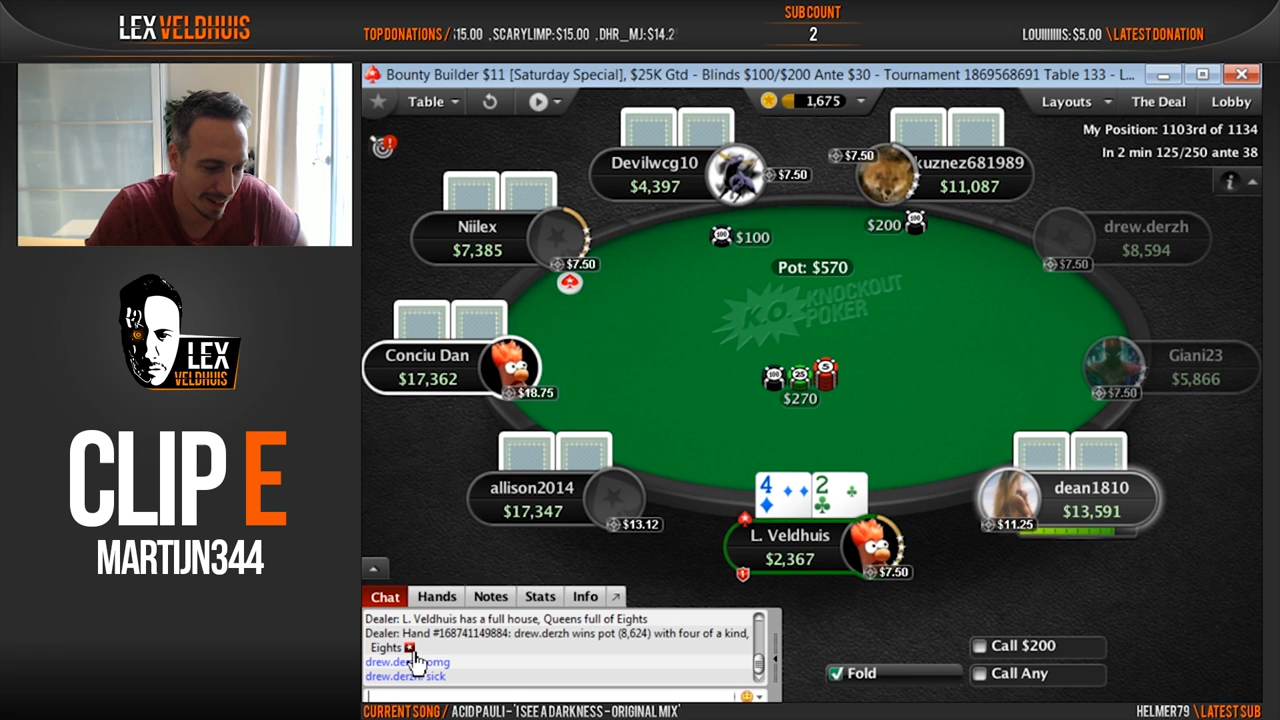 LEX VELDHUIS
TOP DONATIONS / $15.00 , SCARYLIMP: $15.00 , DHR_MJ: $14.2
SUB COUNT
2
LOUIIIIIIS: $5.00 \ LATEST DONATION
Bounty Builder $11 [Saturday Special], $25K Gtd - Blinds $100/$200 Ante $30 - Tournament 1869568691 Table 133 - L...
Table
1,675
Layouts
The Deal
Lobby
My Position: 1103rd of 1134
In 2 min 125/250 ante 38
Devilwcg10
$4,397
$7.50
$7.50
kuznez681989
$11,087
Niilex
$7,385
$7.50
100
$100
$200
100
drew.derzh
$8,594
$7.50
Pot: $570
K.O. KNOCKOUT
POKER
Conciu Dan
$17,362
$18.75
Giani23
$5,866
$7.50
100
25
5
$270
LEX
VELDHUIS
CLIP E
MARTIJN344
allison2014
$17,347
$13.12
4
2
L. Veldhuis
$2,367
$7.50
1
dean1810
$13,591
$11.25
Chat
Hands
Notes
Stats
Info
Dealer: L. Veldhuis has a full house, Queens full of Eights
Dealer: Hand #168741149884: drew.derzh wins pot (8,624) with four of a kind,
Eights
omg
sick
Fold
Call $200
Call Any
CURRENT SONG / ACID PAULI - 'I SEE A DARKNESS - ORIGINAL MIX'
HELMER79 \ LATEST SUB